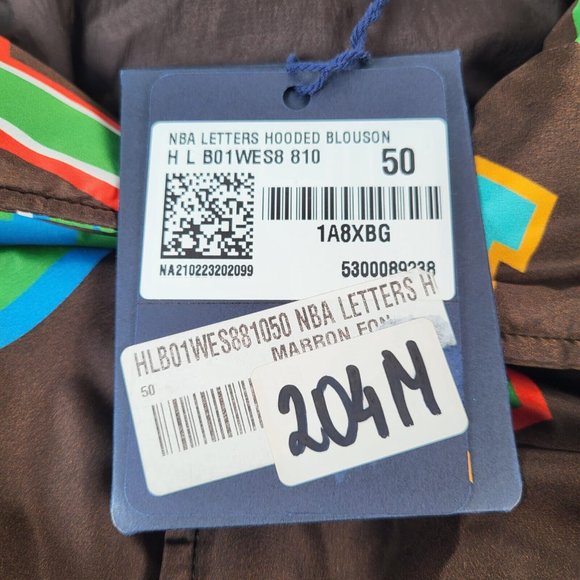 NBA LETTERS HOODED BLOUSON
H L B01WES8 810
50
1A8XBG
NA210223202099
5300089238
HLB01WES881050 NBA LETTERS H
MARRON FON
50
204M